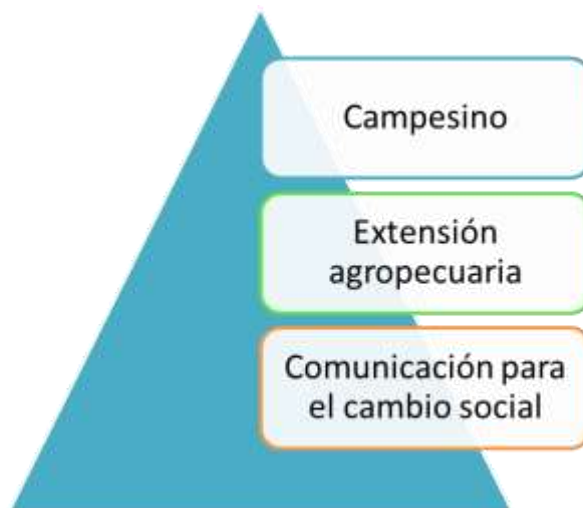 Campesino
Extensión
agropecuaria
Comunicación para
el cambio social